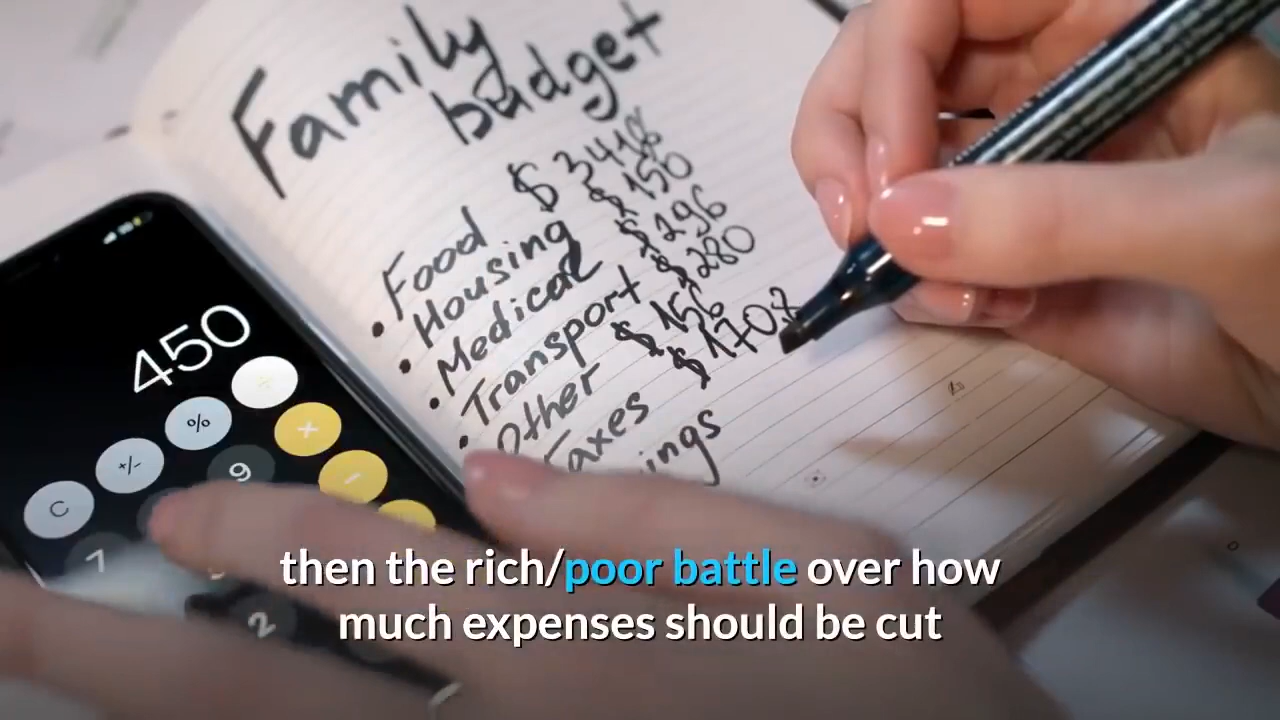 Family
budget
Food $ 3418
Housing $ 150
Medical $ 296
Transport $ 280
Other $ 156
Taxes $ 1708
ings
450
C
+/-
%
÷
7
9
×
-
2
then the rich/poor battle over how
much expenses should be cut